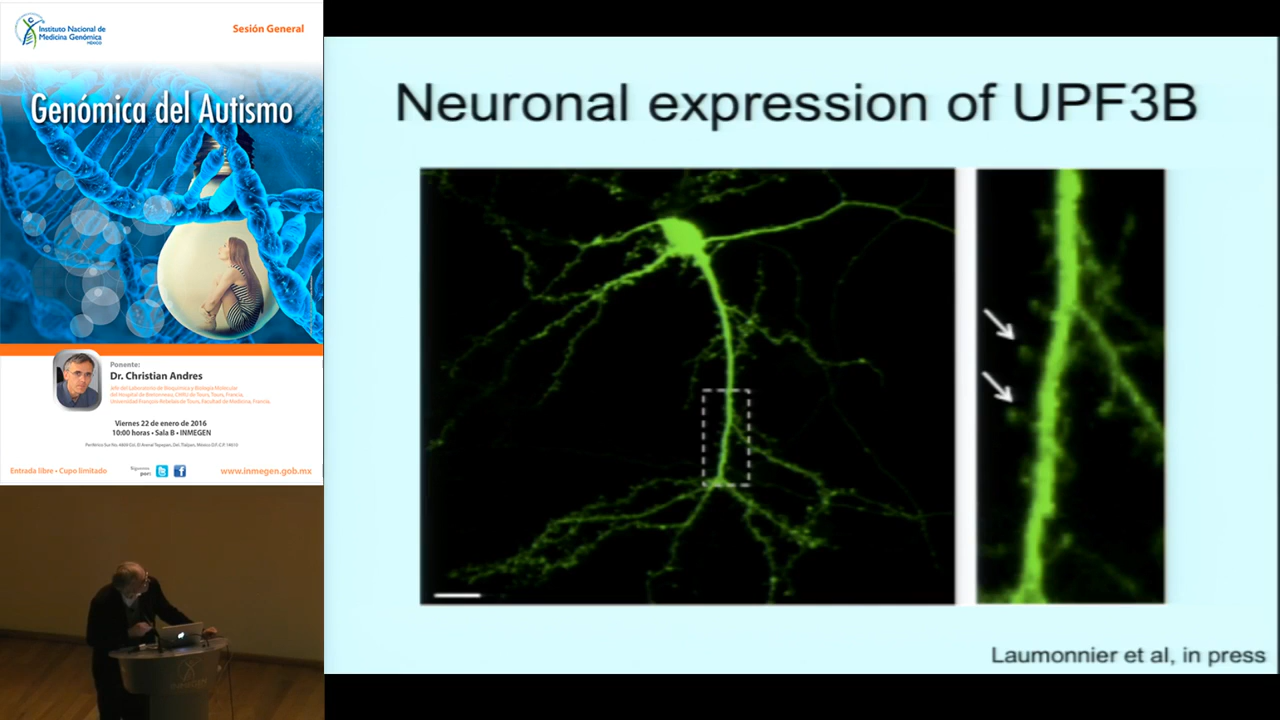 Instituto Nacional de
Medicina Genómica
MÉXICO
Sesión General
Genómica del Autismo
Ponente:
Dr. Christian Andres
Jefe del Laboratorio de Bioquímica y Biología Molecular
del Hospital de Bretonneau, CHRU de Tours, Tours, Francia.
Universidad François Rabelais de Tours, Facultad de Medicina, Francia.
Viernes 22 de enero de 2016
10:00 horas • Sala B • INMEGEN
Periférico Sur No. 4809 Col. El Arenal Tepepan, Del. Tlalpan, México D.F. C.P. 14610
Entrada libre • Cupo limitado
Síguenos
por:
www.inmegen.gob.mx
Neuronal expression of UPF3B
Laumonnier et al, in press